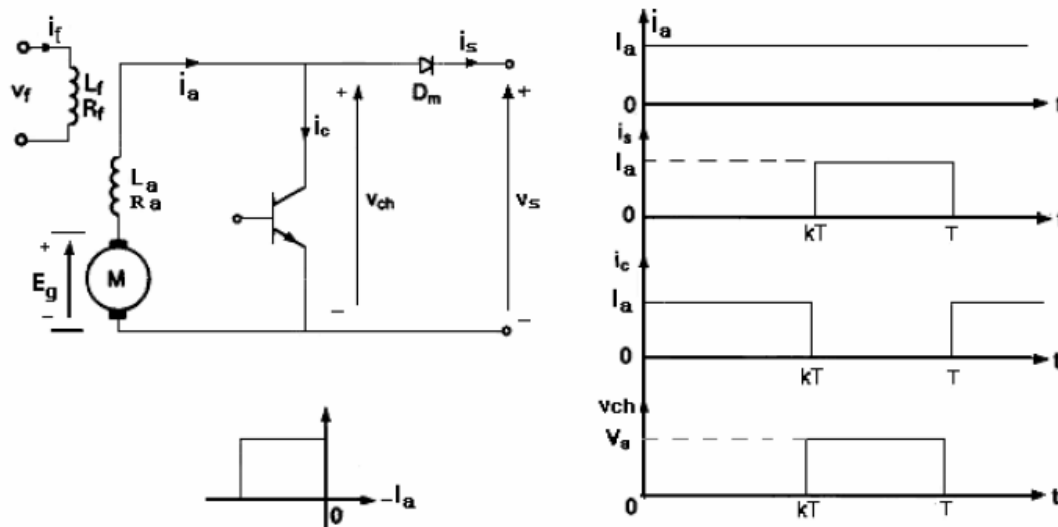 i_f
v_f
L_f
R_f
i_a
i_c
D_m
i_s
+
+
v_ch
v_s
L_a
R_a
+
E_g
M
−
−
−
−I_a
0
i_a
I_a
0
t
i_s
I_a
0
kT
T
t
i_c
I_a
0
kT
T
t
v_ch
V_a
0
kT
T
t